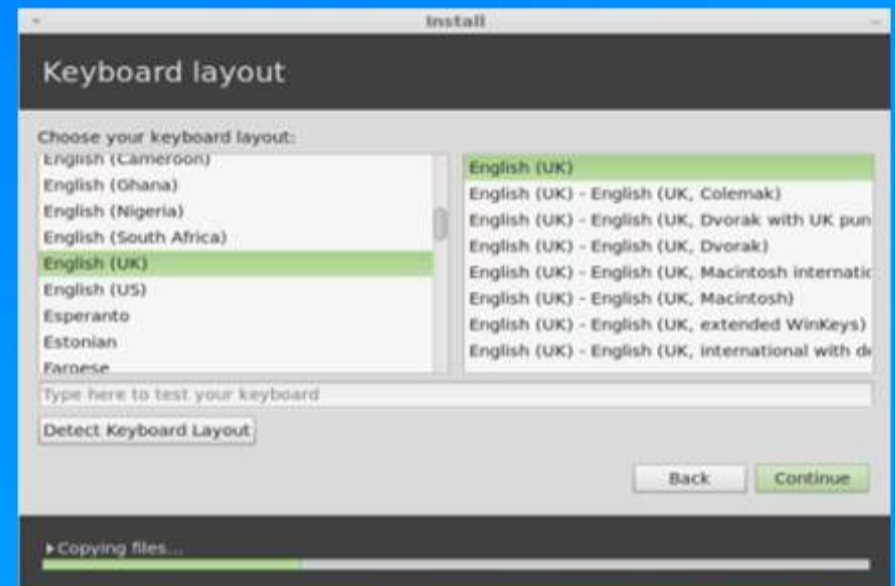 Install
Keyboard layout
Choose your keyboard layout:
English (Cameroon)
English (Ghana)
English (Nigeria)
English (South Africa)
English (UK)
English (US)
Esperanto
Estonian
Faroese
English (UK)
English (UK) - English (UK, Colemak)
English (UK) - English (UK, Dvorak with UK pun
English (UK) - English (UK, Dvorak)
English (UK) - English (UK, Macintosh internatio
English (UK) - English (UK, Macintosh)
English (UK) - English (UK, extended WinKeys)
English (UK) - English (UK, international with de
Type here to test your keyboard
Detect Keyboard Layout
Back
Continue
Copying files...